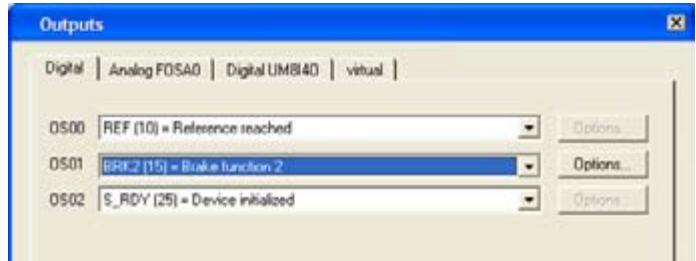 Outputs
Digital | Analog FOSA0 | Digital UM8I4O | virtual |
OS00 REF (10) = Reference reached Options...
OS01 BRK2 (15) = Brake function 2 Options...
OS02 S_RDY (25) = Device initialized Options...